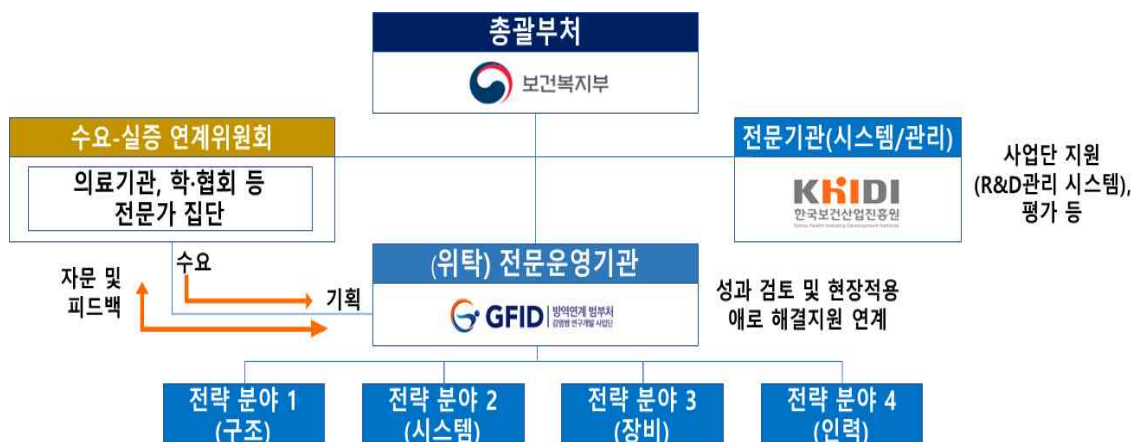 총괄부처
보건복지부
수요-실증 연계위원회
의료기관, 학·협회 등
전문가 집단
전문기관(시스템/관리)
KHIDI
한국보건산업진흥원
Korea Health Industry Development Institute
사업단 지원
(R&D관리 시스템),
평가 등
자문 및
피드백
수요
기획
(위탁) 전문운영기관
GFID
방역연계 범부처
감염병 연구개발 사업단
성과 검토 및 현장적용
애로 해결지원 연계
전략 분야 1
(구조)
전략 분야 2
(시스템)
전략 분야 3
(장비)
전략 분야 4
(인력)